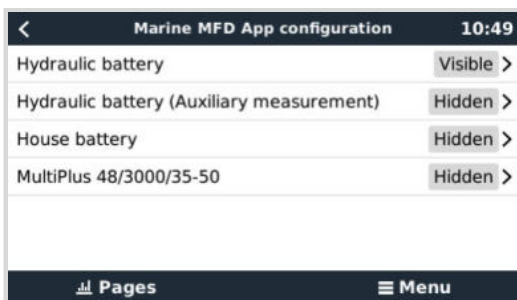 Marine MFD App configuration 10:49
Hydraulic battery Visible
Hydraulic battery (Auxiliary measurement) Hidden
House battery Hidden
MultiPlus 48/3000/35-50 Hidden
Pages Menu